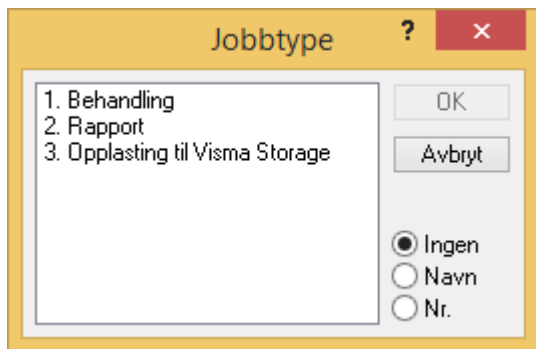 Jobbtype
?
×
1. Behandling
2. Rapport
3. Opplasting til Visma Storage
OK
Avbryt
Ingen
Navn
Nr.